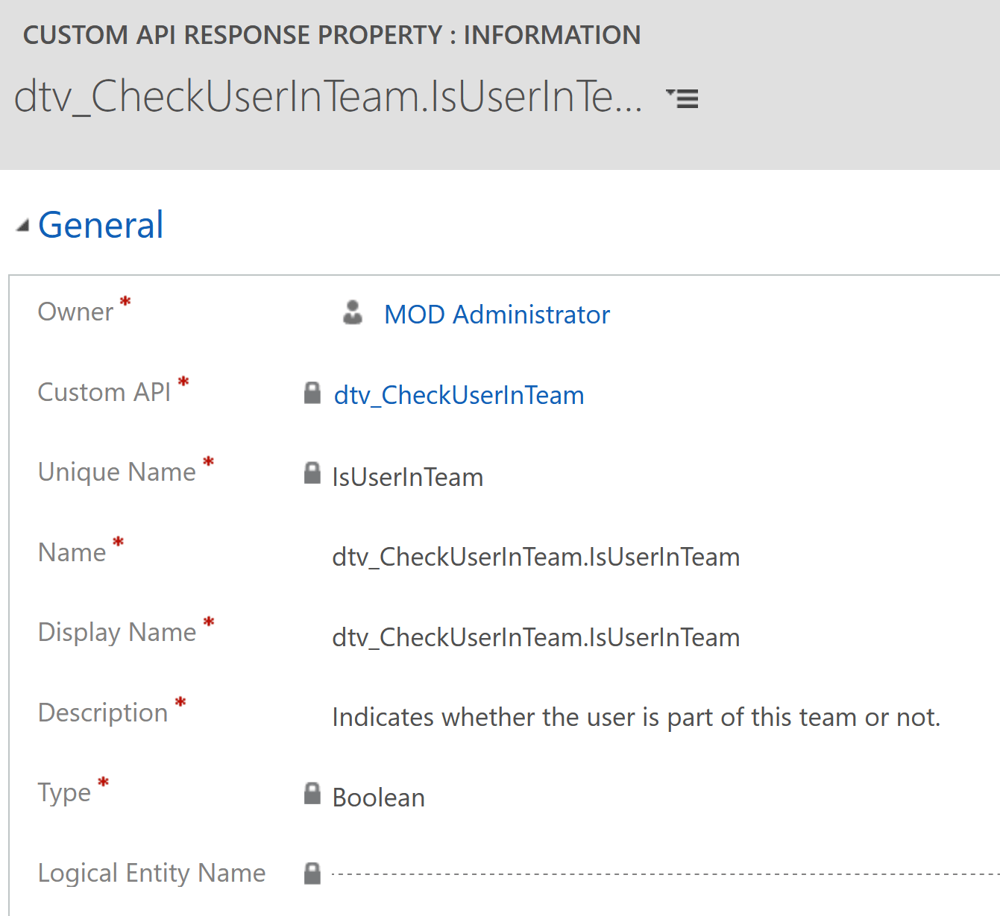 CUSTOM API RESPONSE PROPERTY : INFORMATION
dtv_CheckUserInTeam.IsUserInTe...
General
Owner * MOD Administrator
Custom API * dtv_CheckUserInTeam
Unique Name * IsUserInTeam
Name * dtv_CheckUserInTeam.IsUserInTeam
Display Name * dtv_CheckUserInTeam.IsUserInTeam
Description * Indicates whether the user is part of this team or not.
Type * Boolean
Logical Entity Name